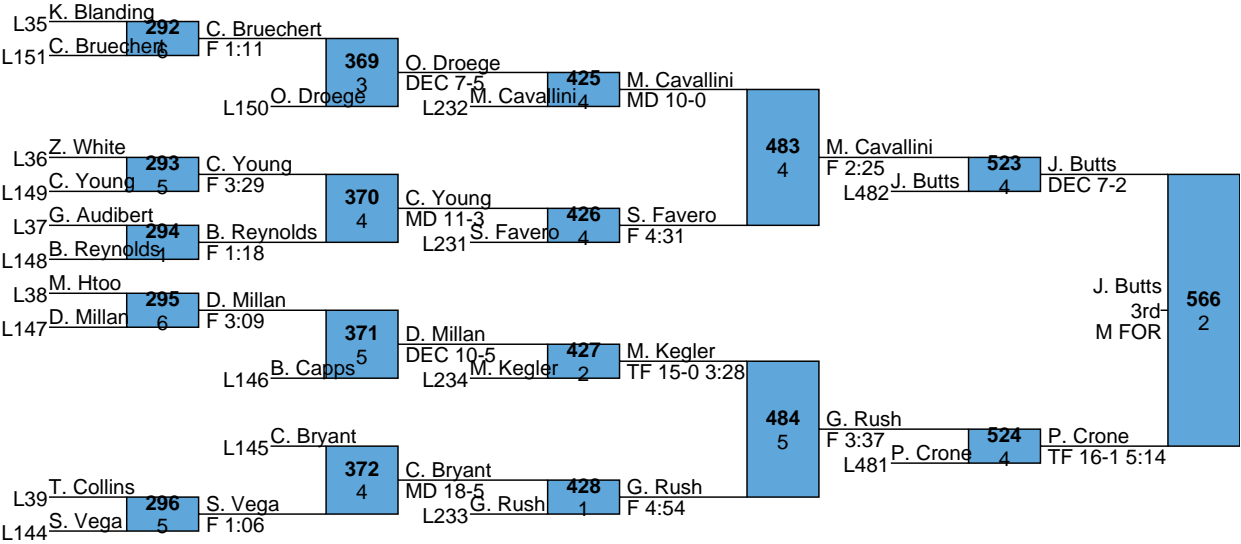 K. Blanding
L35
292
C. Bruechert
L151
C. Bruechert
6
F 1:11
369
3
O. Droege
L150
O. Droege
DEC 7-5
425
4
M. Cavallini
L232
M. Cavallini
MD 10-0
Z. White
L36
293
C. Young
L149
C. Young
5
F 3:29
370
4
C. Young
MD 11-3
G. Audibert
L37
294
B. Reynolds
L148
B. Reynolds
1
F 1:18
426
4
S. Favero
L231
S. Favero
F 4:31
483
4
M. Cavallini
F 2:25
L482
J. Butts
523
4
J. Butts
DEC 7-2
M. Htoo
L38
295
D. Millan
L147
D. Millan
6
F 3:09
371
5
D. Millan
DEC 10-5
L146
B. Capps
427
2
M. Kegler
L234
M. Kegler
TF 15-0 3:28
L145
C. Bryant
372
4
C. Bryant
MD 18-5
T. Collins
L39
296
S. Vega
L144
S. Vega
5
F 1:06
428
1
G. Rush
L233
G. Rush
F 4:54
484
5
G. Rush
F 3:37
L481
P. Crone
524
4
P. Crone
TF 16-1 5:14
J. Butts
3rd
M FOR
566
2